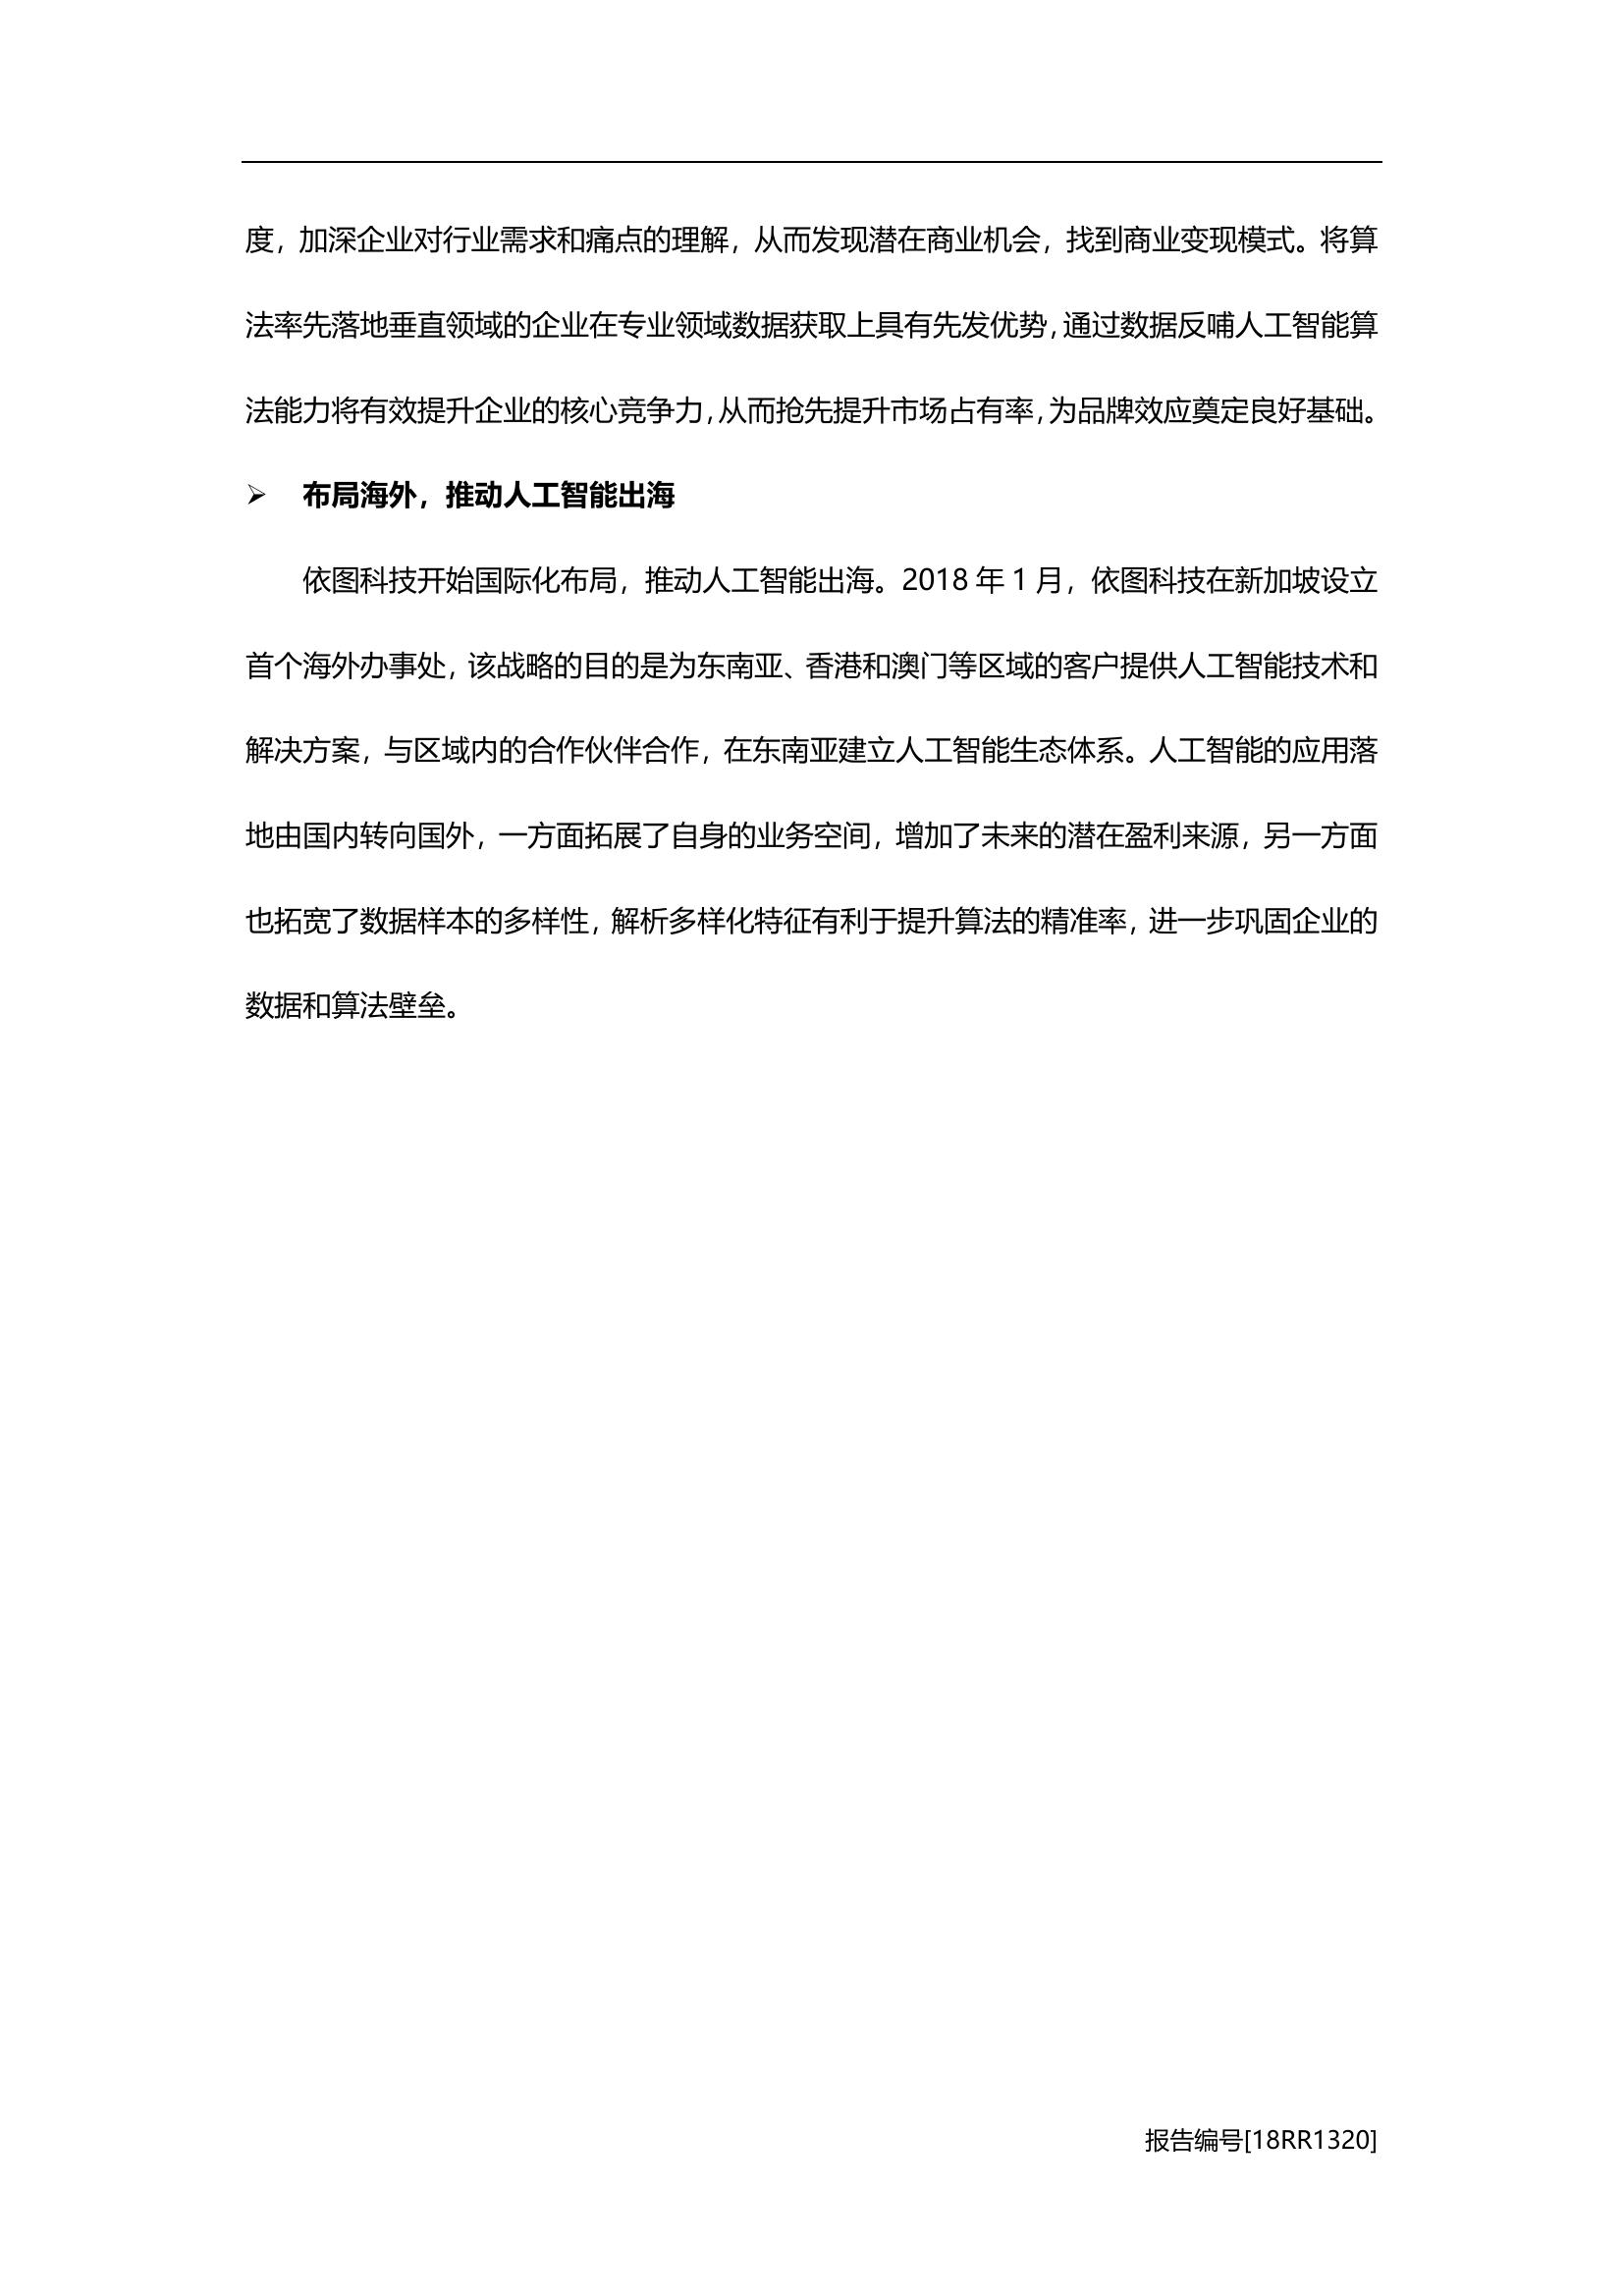 度，加深企业对行业需求和痛点的理解，从而发现潜在商业机会，找到商业变现模式。将算
法率先落地垂直领域的企业在专业领域数据获取上具有先发优势，通过数据反哺人工智能算
法能力将有效提升企业的核心竞争力，从而抢先提升市场占有率，为品牌效应奠定良好基础。
➢ 布局海外，推动人工智能出海
依图科技开始国际化布局，推动人工智能出海。2018 年 1 月，依图科技在新加坡设立
首个海外办事处，该战略的目的是为东南亚、香港和澳门等区域的客户提供人工智能技术和
解决方案，与区域内的合作伙伴合作，在东南亚建立人工智能生态体系。人工智能的应用落
地由国内转向国外，一方面拓展了自身的业务空间，增加了未来的潜在盈利来源，另一方面
也拓宽了数据样本的多样性，解析多样化特征有利于提升算法的精准率，进一步巩固企业的
数据和算法壁垒。
报告编号[18RR1320]